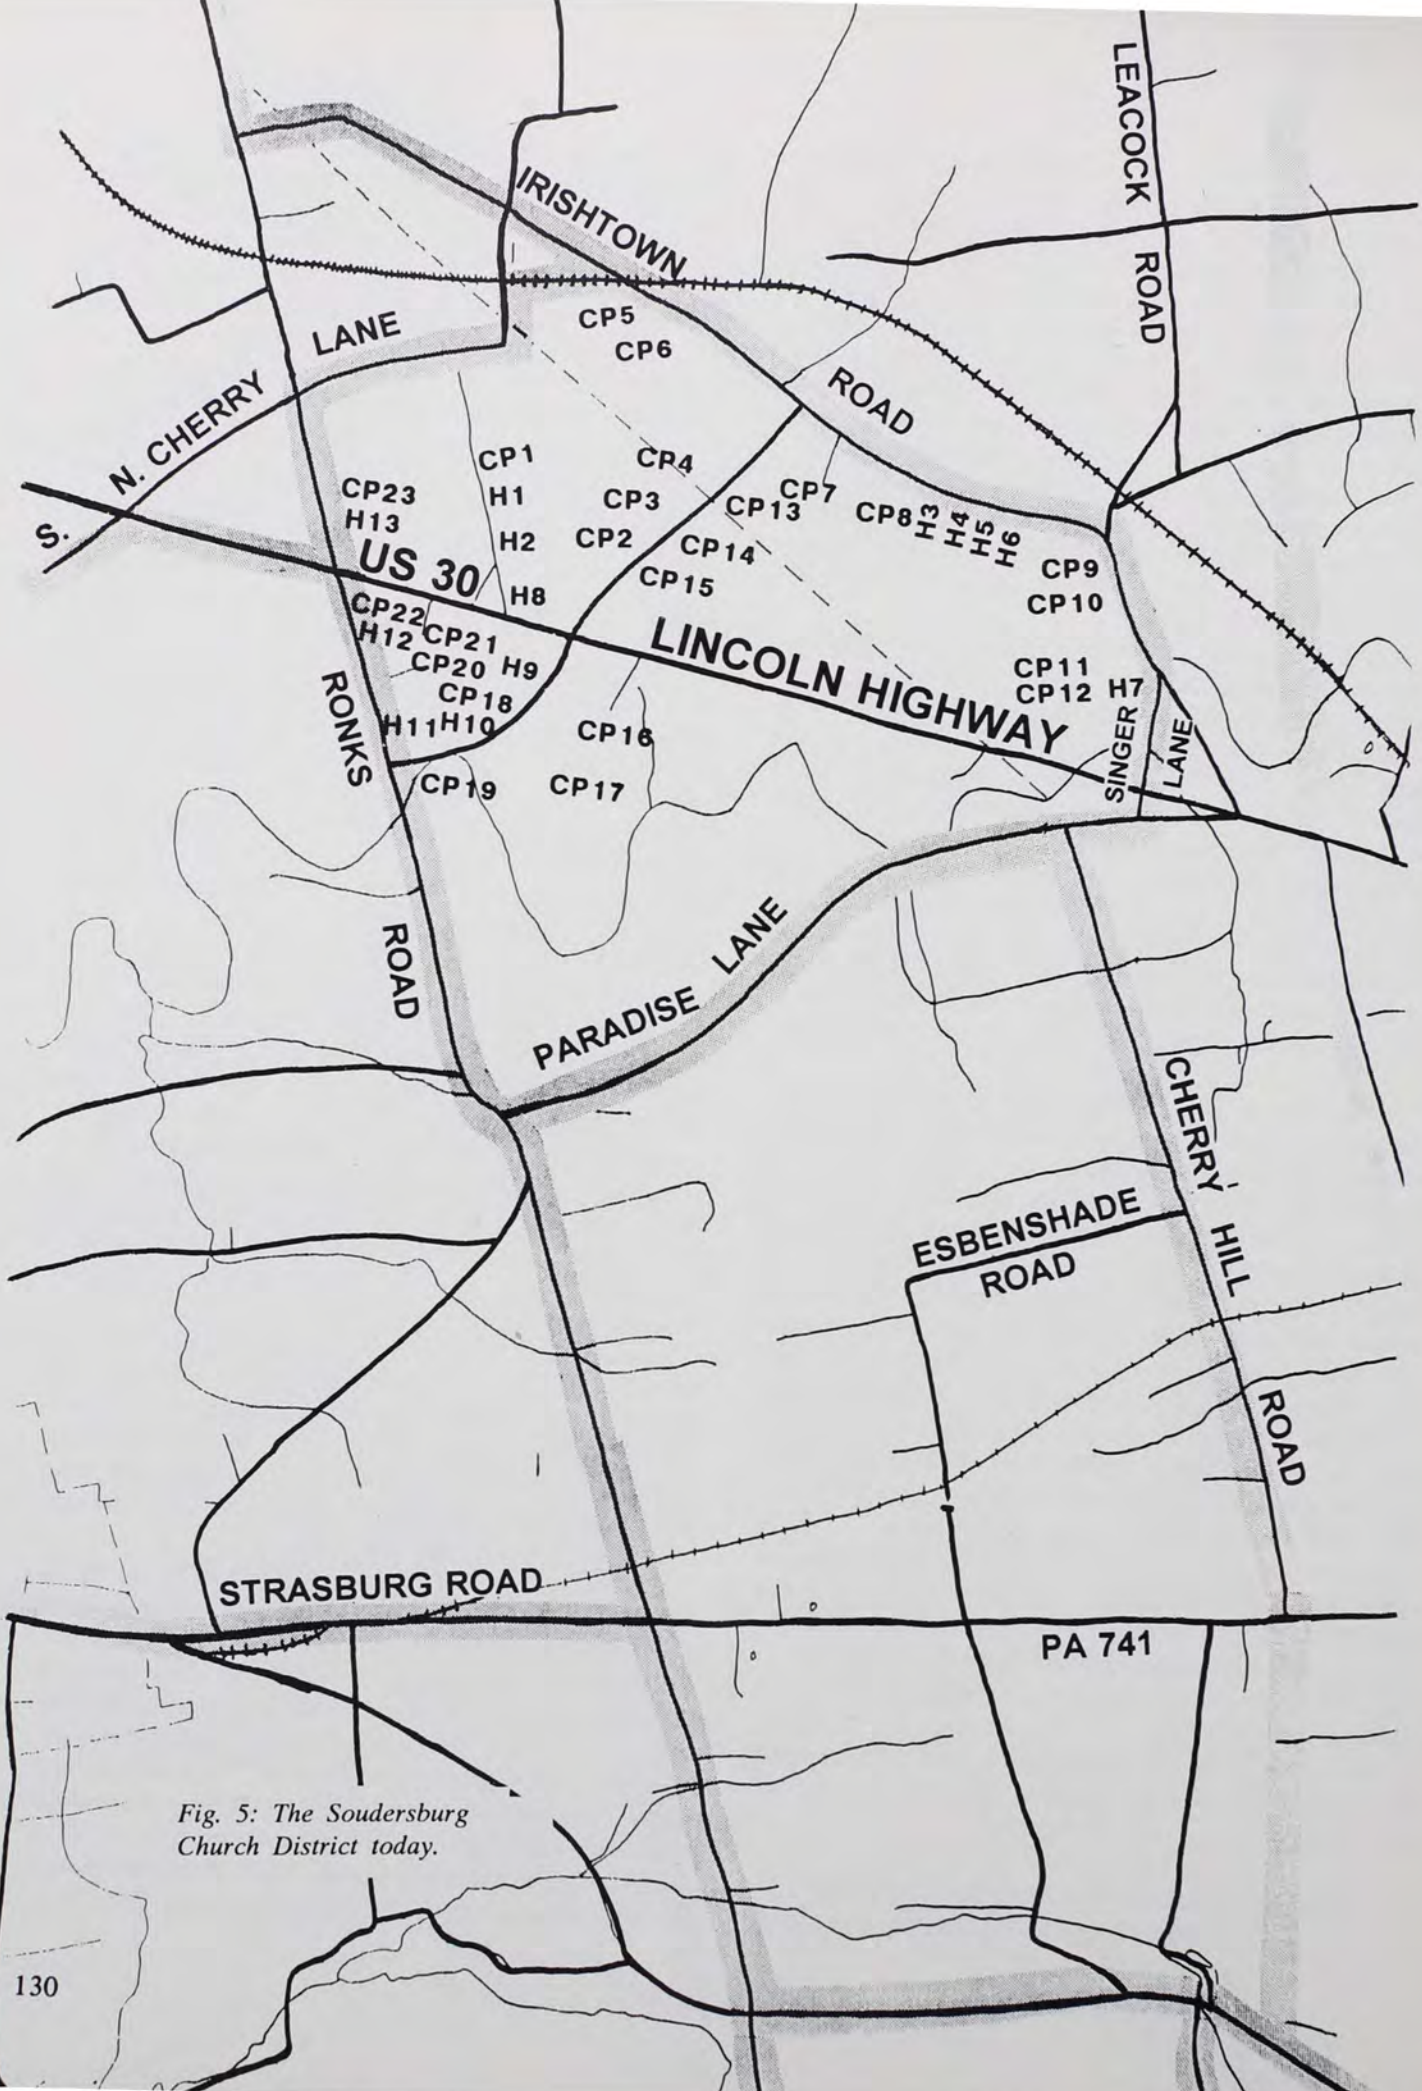 LEACOCK
ROAD
IRISHTOWN
ROAD
N. CHERRY
LANE
S.
CP5
CP6
CP1
CP4
CP23
H1
CP3
CP13
CP7
CP8
H3
H4
H5
H6
H13
H2
CP2
CP14
CP9
US 30
CP15
CP10
H8
CP22
H12
CP21
LINCOLN HIGHWAY
CP20
H9
CP11
CP18
CP12
H7
H11
H10
CP16
SINGER
LANE
RONKS
ROAD
CP19
CP17
PARADISE
LANE
CHERRY
HILL
ROAD
ESBENSHADE
ROAD
STRASBURG ROAD
PA 741
Fig. 5: The Soudersburg
Church District today.
130